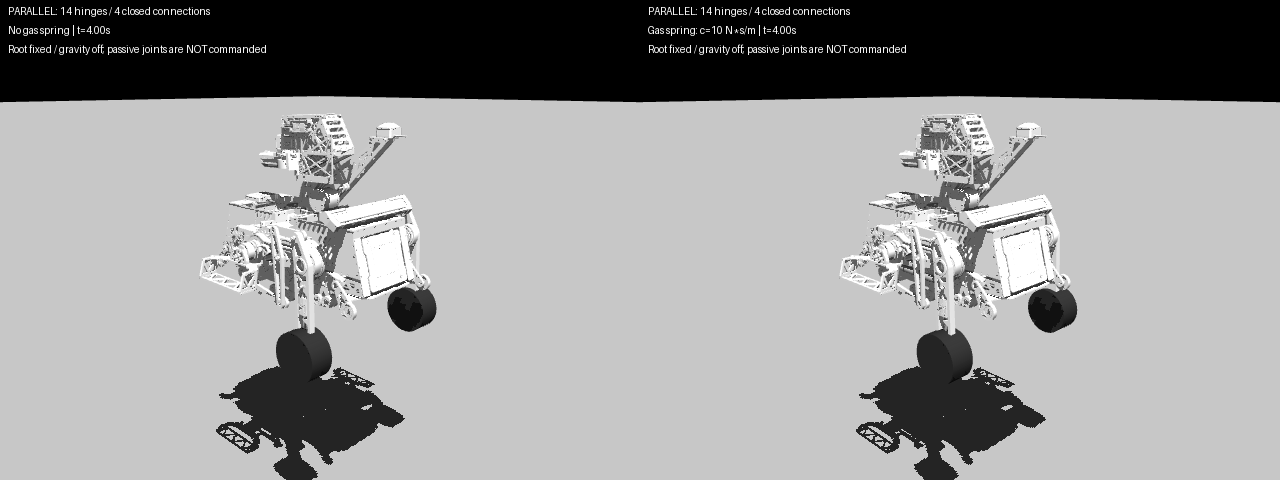 PARALLEL: 14 hinges / 4 closed connections
No gas spring | t=4.00s
Root fixed / gravity off; passive joints are NOT commanded
PARALLEL: 14 hinges / 4 closed connections
Gas spring: c=10 N*s/m | t=4.00s
Root fixed / gravity off; passive joints are NOT commanded